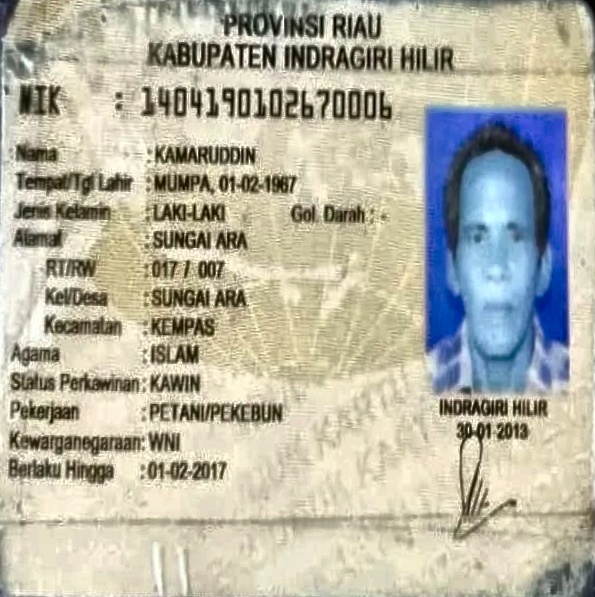 PROVINSI RIAU
KABUPATEN INDRAGIRI HILIR
NIK : 1404190102670006
Nama : KAMARUDDIN
Tempat/Tgl Lahir : MUMPA, 01-02-1967
Jenis Kelamin : LAKI-LAKI Gol. Darah : -
Alamat : SUNGAI ARA
RT/RW : 017 / 007
Kel/Desa : SUNGAI ARA
Kecamatan : KEMPAS
Agama : ISLAM
Status Perkawinan: KAWIN
Pekerjaan : PETANI/PEKEBUN
Kewarganegaraan: WNI
Berlaku Hingga : 01-02-2017
INDRAGIRI HILIR
30-01-2013